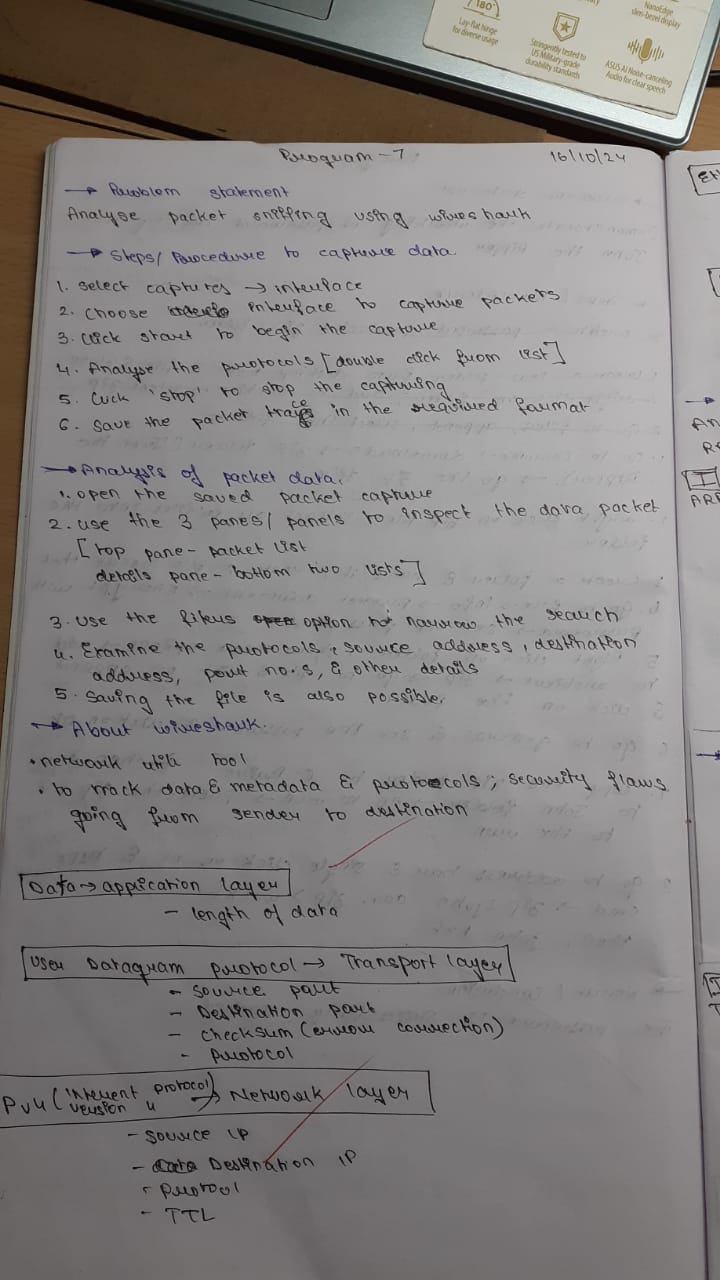 180°
Lay-flat hinge
for diverse usage
Stringently tested to
US Military-grade
durability standards
NanoEdge
slim-bezel display
ASUS AI Noise-canceling
Audio for clear speech
Program - 7
16/10/24
→ Problem statement
Analyse packet sniffing using wireshark
→ Steps/ Procedure to capture data.
1. Select captures → interface
2. choose interface to capture packets
3. Click start to begin the capture
4. Analyse the protocols [double click from list]
5. Click 'stop' to stop the capturing
6. Save the packet trace in the required format
→ Analysis of packet data.
1. open the saved packet capture
2. use the 3 panes/ panels to inspect the data packet
[top pane - packet list
details pane - bottom two lists]
3. Use the filters option to narrow the search
4. Examine the protocols, source address, destination
address, port no.s, & other details
5. Saving the file is also possible.
→ About wireshark.
• network utili tool
• to track data & metadata & protocols; security flaws
going from sender to destination
Data → application layer
- length of data
User Datagram protocol → Transport layer
- source port
- Destination port
- checksum (error correction)
- protocol
Pv4 (Internet protocol version 4 → Network layer
- source IP
- Destination IP
- protool
- TTL
An
AR